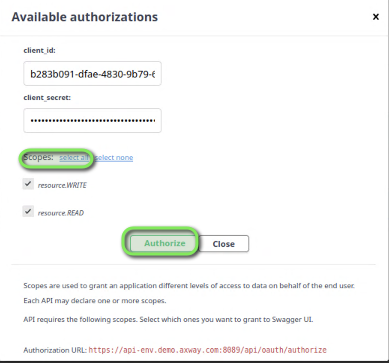 Available authorizations x
client_id:
b283b091-dfae-4830-9b79-6
client_secret:
••••••••••••••••••••••••••••••••••
Scopes: select all select none
resource.WRITE
resource.READ
Authorize Close
Scopes are used to grant an application different levels of access to data on behalf of the end user.
Each API may declare one or more scopes.
API requires the following scopes. Select which ones you want to grant to Swagger UI.
Authorization URL: https://api-env.demo.axway.com:8089/api/oauth/authorize